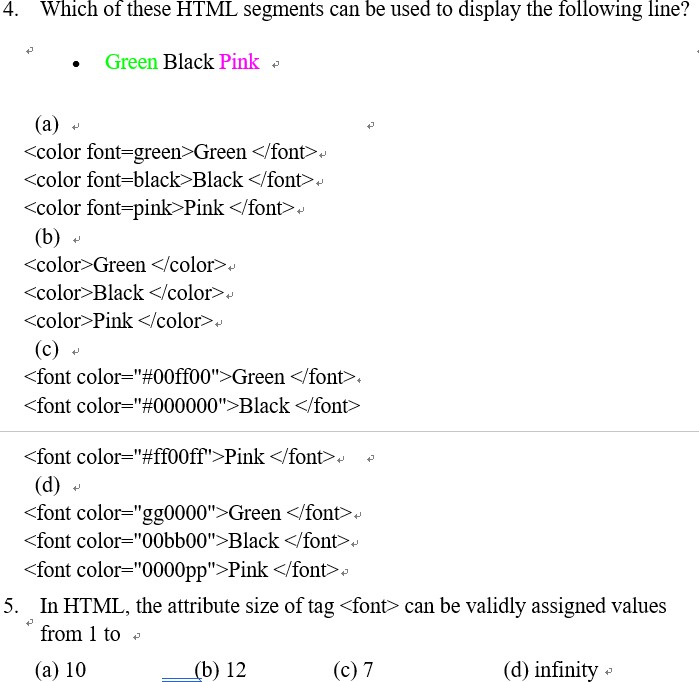 4. Which of these HTML segments can be used to display the following line?
• Green Black Pink
(a)
<color font=green>Green </font>
<color font=black>Black </font>
<color font=pink>Pink </font>
(b)
<color>Green </color>
<color>Black </color>
<color>Pink </color>
(c)
<font color="#00ff00">Green </font>
<font color="#000000">Black </font>
<font color="#ff00ff">Pink </font>
(d)
<font color="gg0000">Green </font>
<font color="00bb00">Black </font>
<font color="0000pp">Pink </font>
5. In HTML, the attribute size of tag <font> can be validly assigned values
from 1 to
(a) 10 (b) 12 (c) 7 (d) infinity